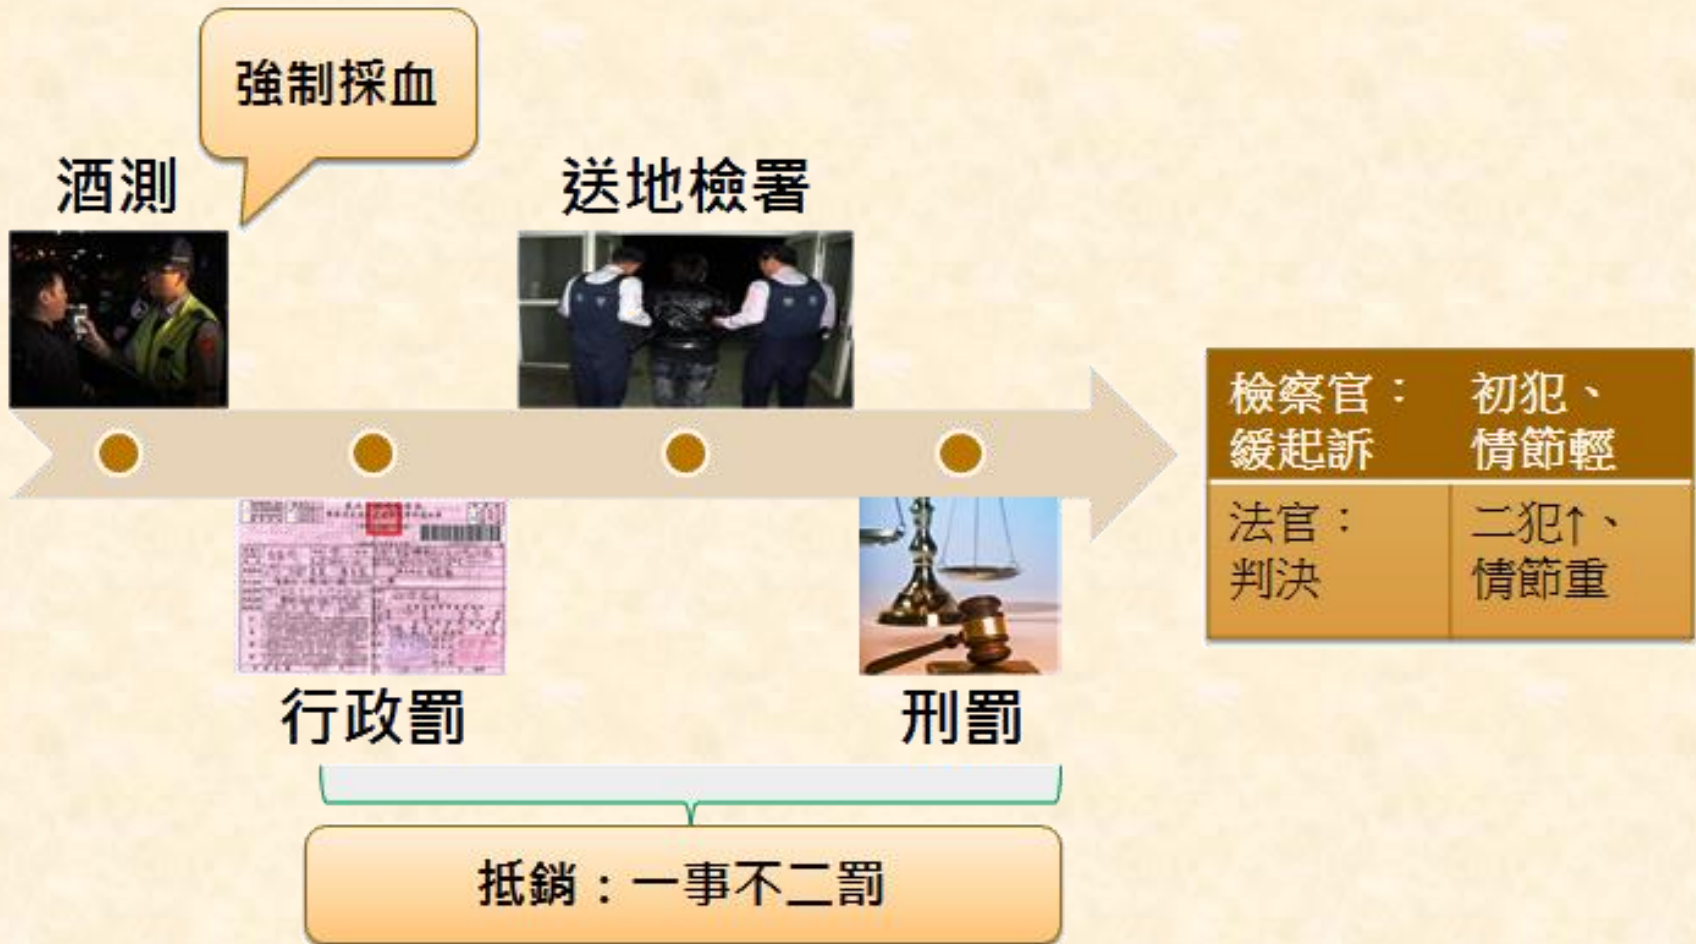 強制採血
酒測
送地檢署
行政罰
刑罰
抵銷：一事不二罰
檢察官： 初犯、
緩起訴 情節輕
法官： 二犯↑、
判決 情節重